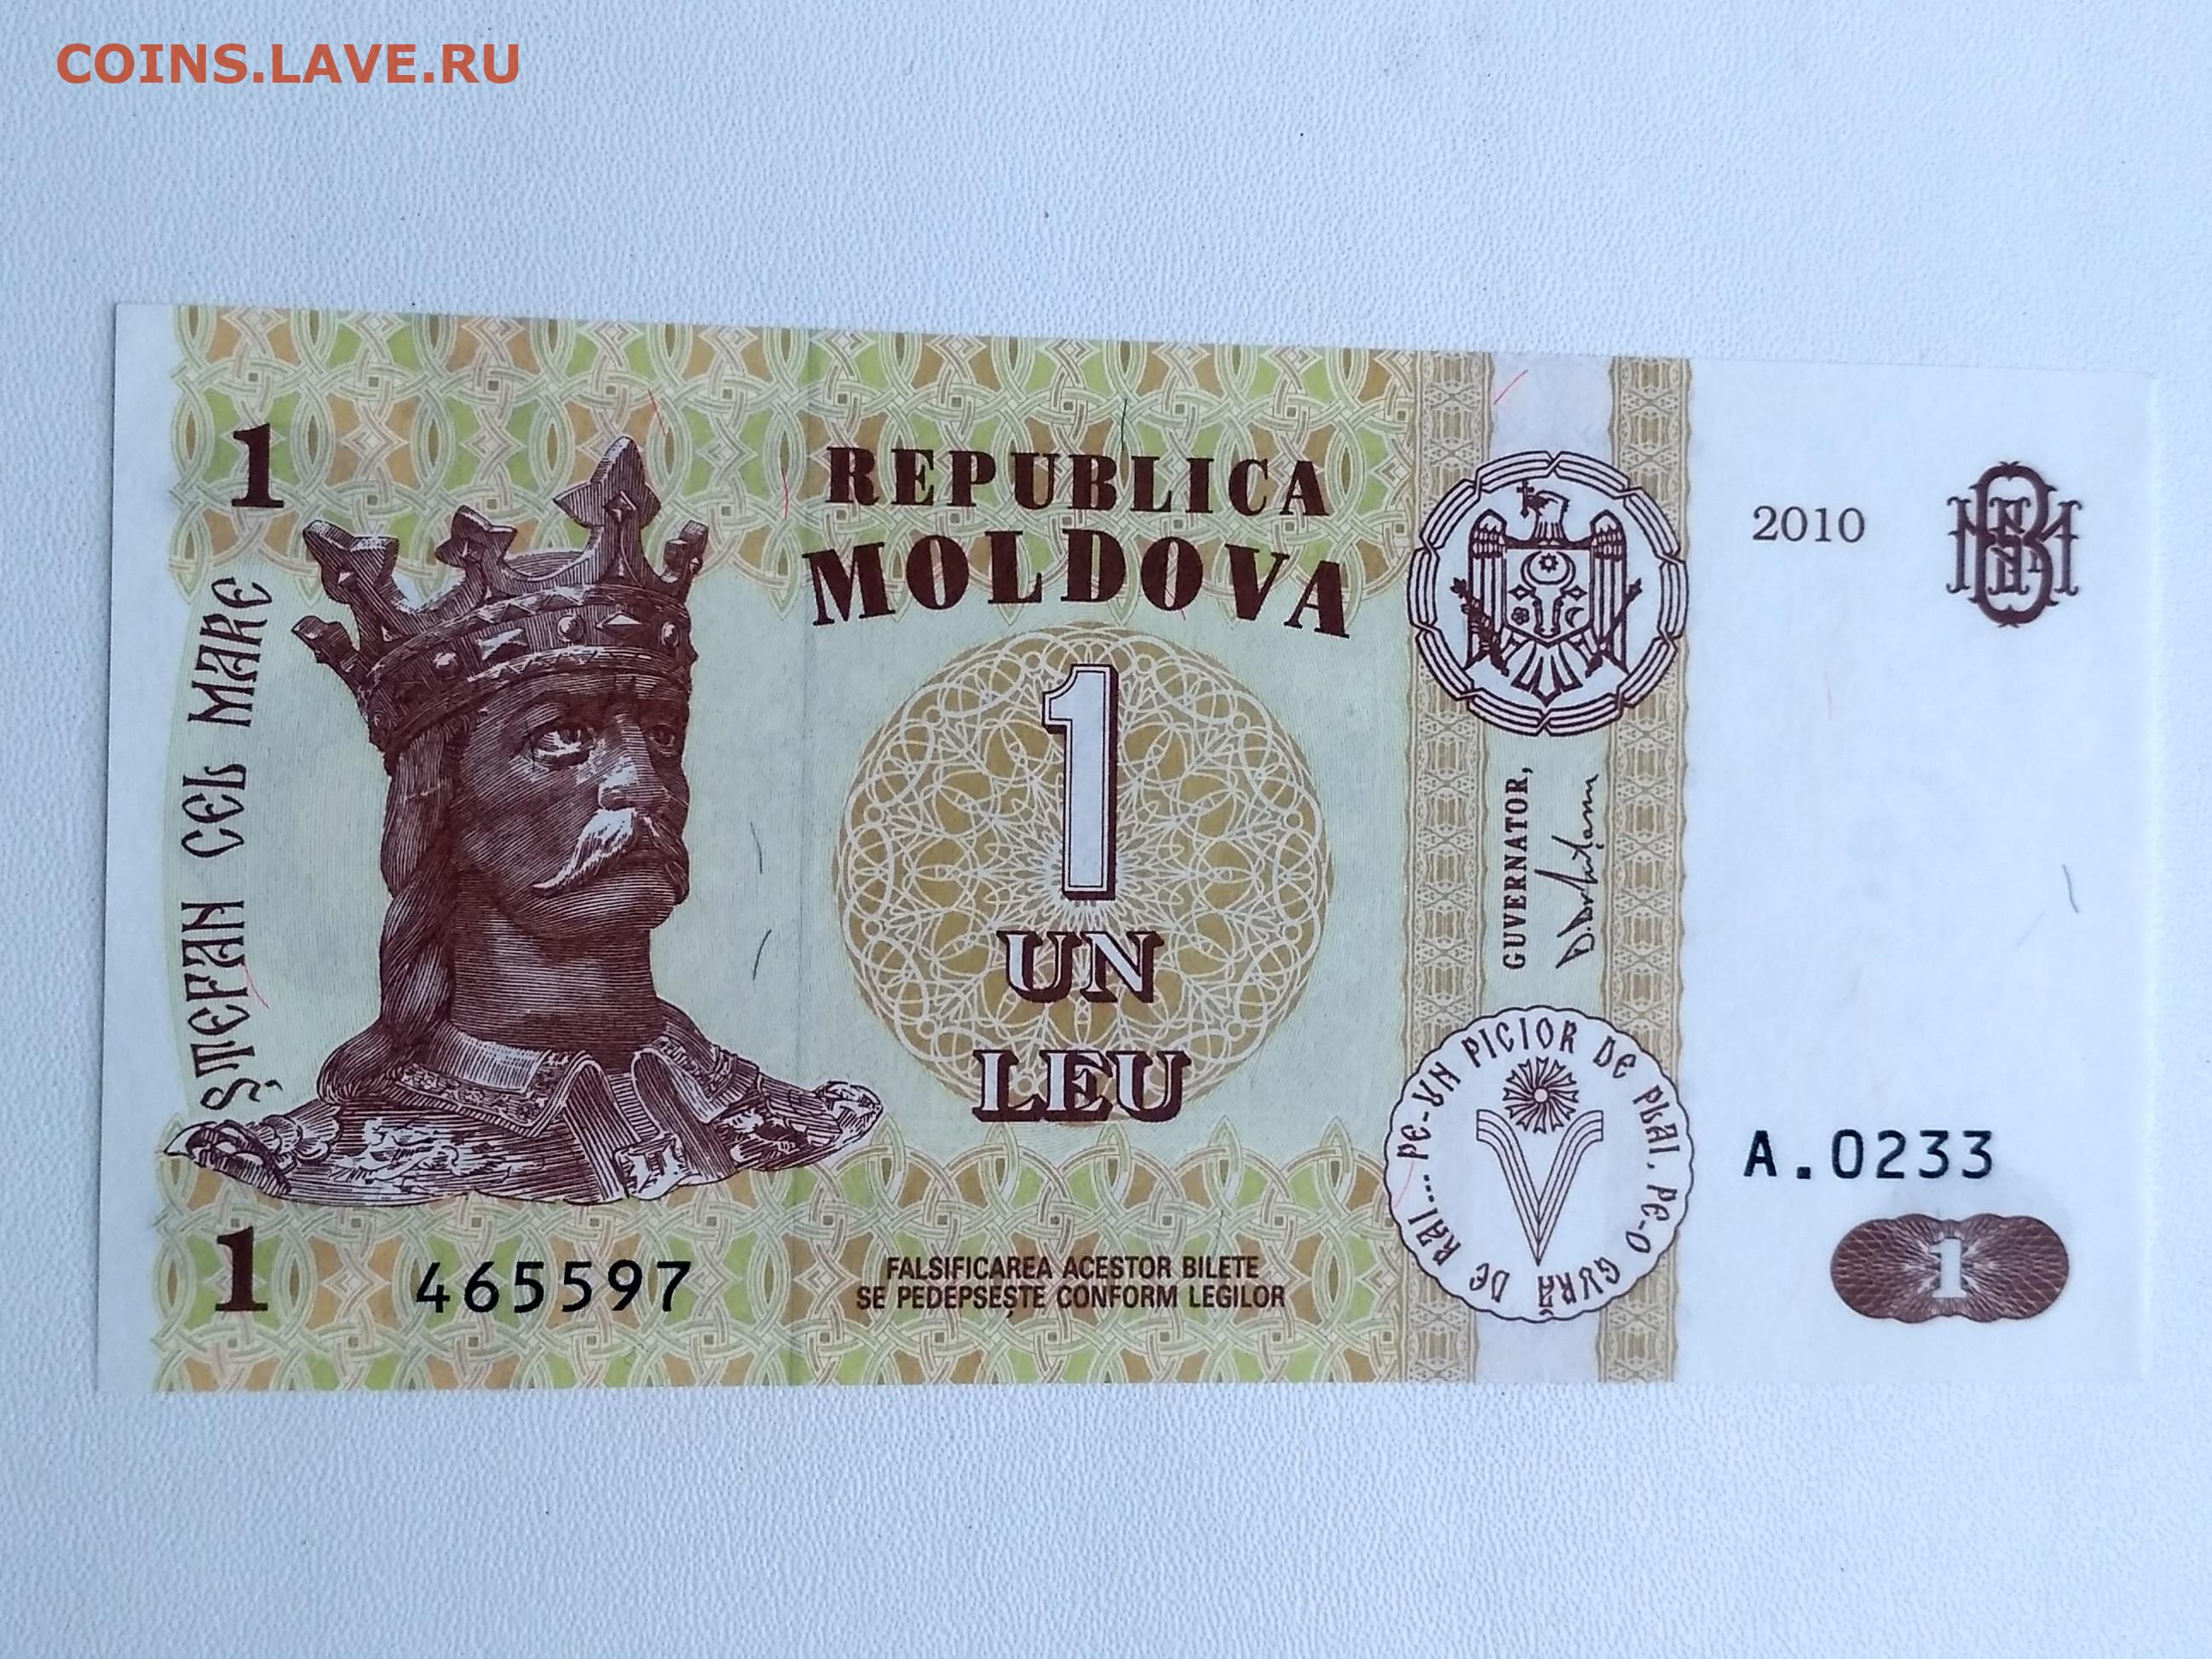 COINS.LAVE.RU
1
ȘTEFAN CEL MARE
REPUBLICA
MOLDOVA
1
UN
LEU
1
465597
FALSIFICAREA ACESTOR BILETE
SE PEDEPSEȘTE CONFORM LEGILOR
GUVERNATOR,
PE-UN PICIOR DE PLAI, PE-O GURĂ DE RAI...
2010
BNM
A.0233
1